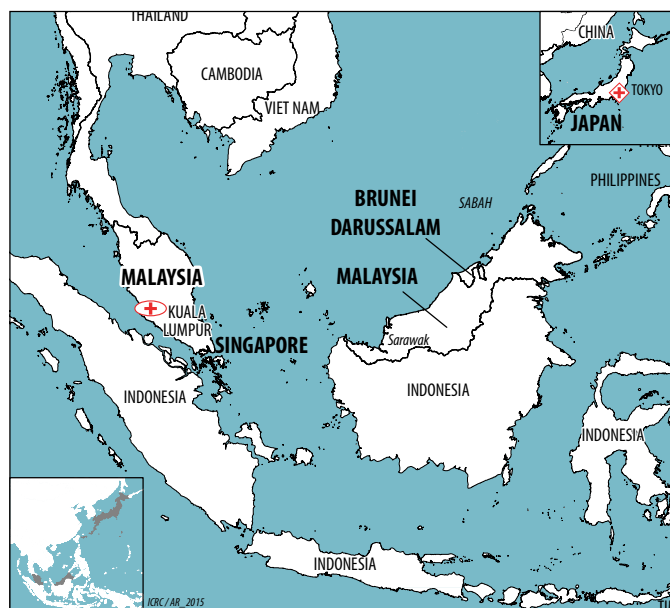 THAILAND
CHINA
CAMBODIA
TOKYO
VIET NAM
JAPAN
PHILIPPINES
BRUNEI
DARUSSALAM
SABAH
MALAYSIA
MALAYSIA
KUALA
LUMPUR
SINGAPORE
Sarawak
INDONESIA
INDONESIA
INDONESIA
INDONESIA
ICRC / AR_2015